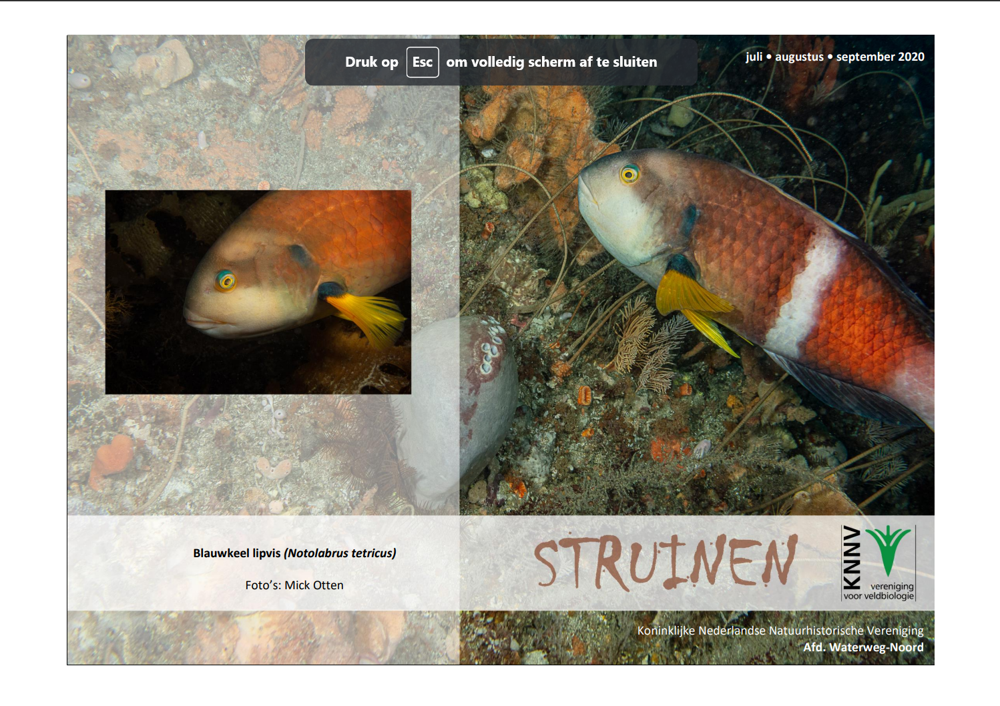 Druk op Esc om volledig scherm af te sluiten
juli • augustus • september 2020
Blauwkeel lipvis (Notolabrus tetricus)
Foto's: Mick Otten
STRUINEN
KNNV
vereniging
voor veldbiologie
Koninklijke Nederlandse Natuurhistorische Vereniging
Afd. Waterweg-Noord